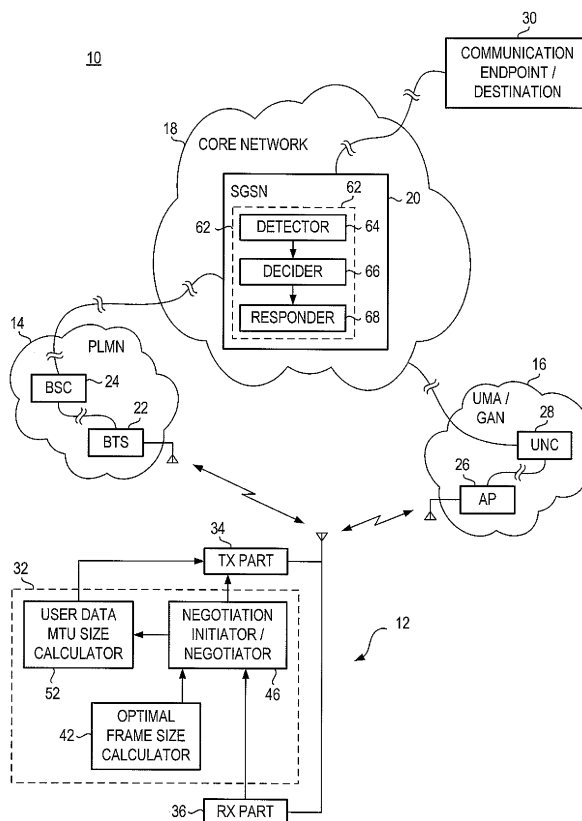 10
30
COMMUNICATION
ENDPOINT /
DESTINATION
18
CORE NETWORK
SGSN
62
20
62
DETECTOR
64
DECIDER
66
RESPONDER
68
14
PLMN
BSC
24
22
BTS
16
UMA /
GAN
28
UNC
26
AP
34
TX PART
32
USER DATA
MTU SIZE
CALCULATOR
52
NEGOTIATION
INITIATOR /
NEGOTIATOR
46
12
42
OPTIMAL
FRAME SIZE
CALCULATOR
36
RX PART